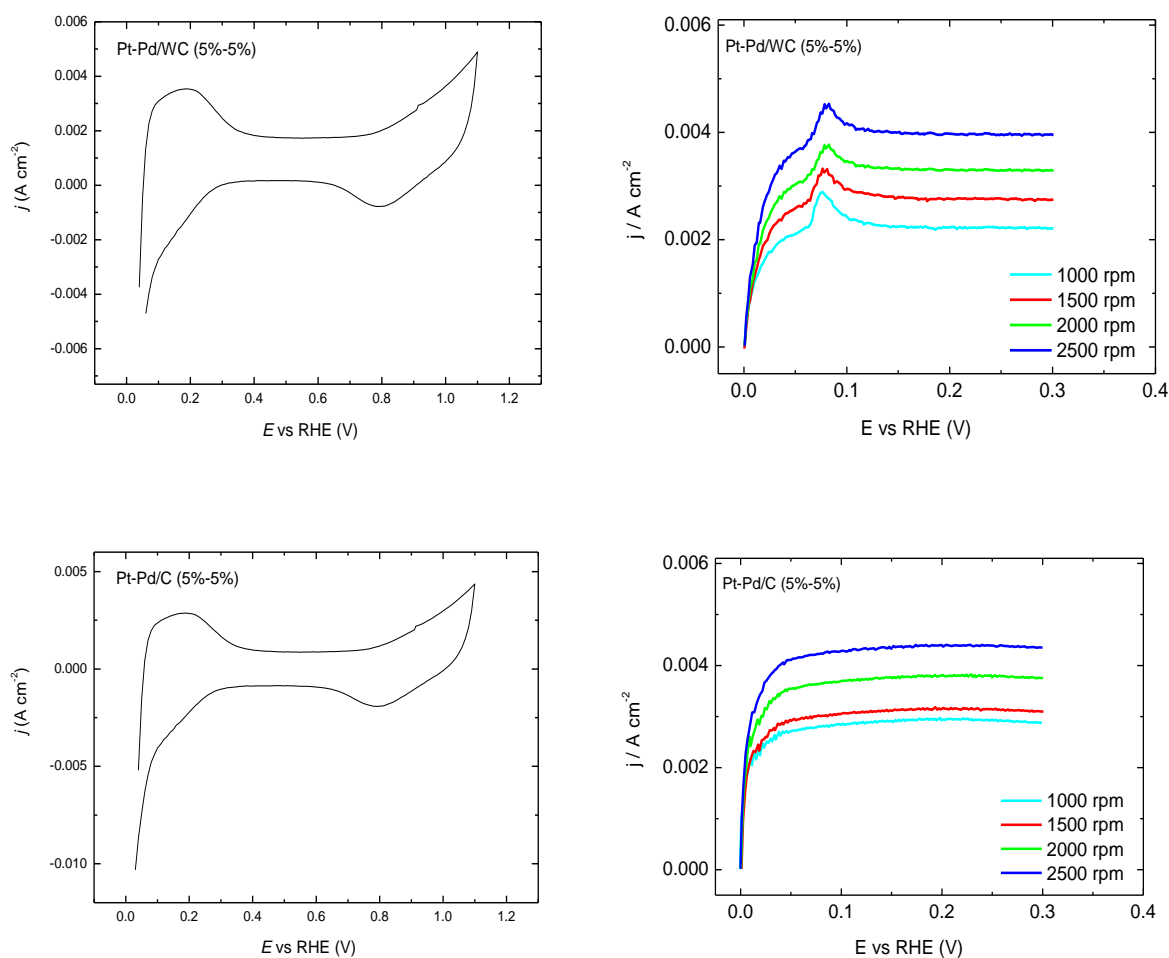 Pt-Pd/WC (5%-5%)
j (A cm-2)
0.006
0.004
0.002
0.000
-0.002
-0.004
-0.006
0.0 0.2 0.4 0.6 0.8 1.0 1.2
E vs RHE (V)
Pt-Pd/WC (5%-5%)
j / A cm-2
0.006
0.004
0.002
0.000
1000 rpm
1500 rpm
2000 rpm
2500 rpm
0.0 0.1 0.2 0.3 0.4
E vs RHE (V)
Pt-Pd/C (5%-5%)
j (A cm-2)
0.005
0.000
-0.005
-0.010
0.0 0.2 0.4 0.6 0.8 1.0 1.2
E vs RHE (V)
Pt-Pd/C (5%-5%)
j / A cm-2
0.006
0.004
0.002
0.000
1000 rpm
1500 rpm
2000 rpm
2500 rpm
0.0 0.1 0.2 0.3 0.4
E vs RHE (V)